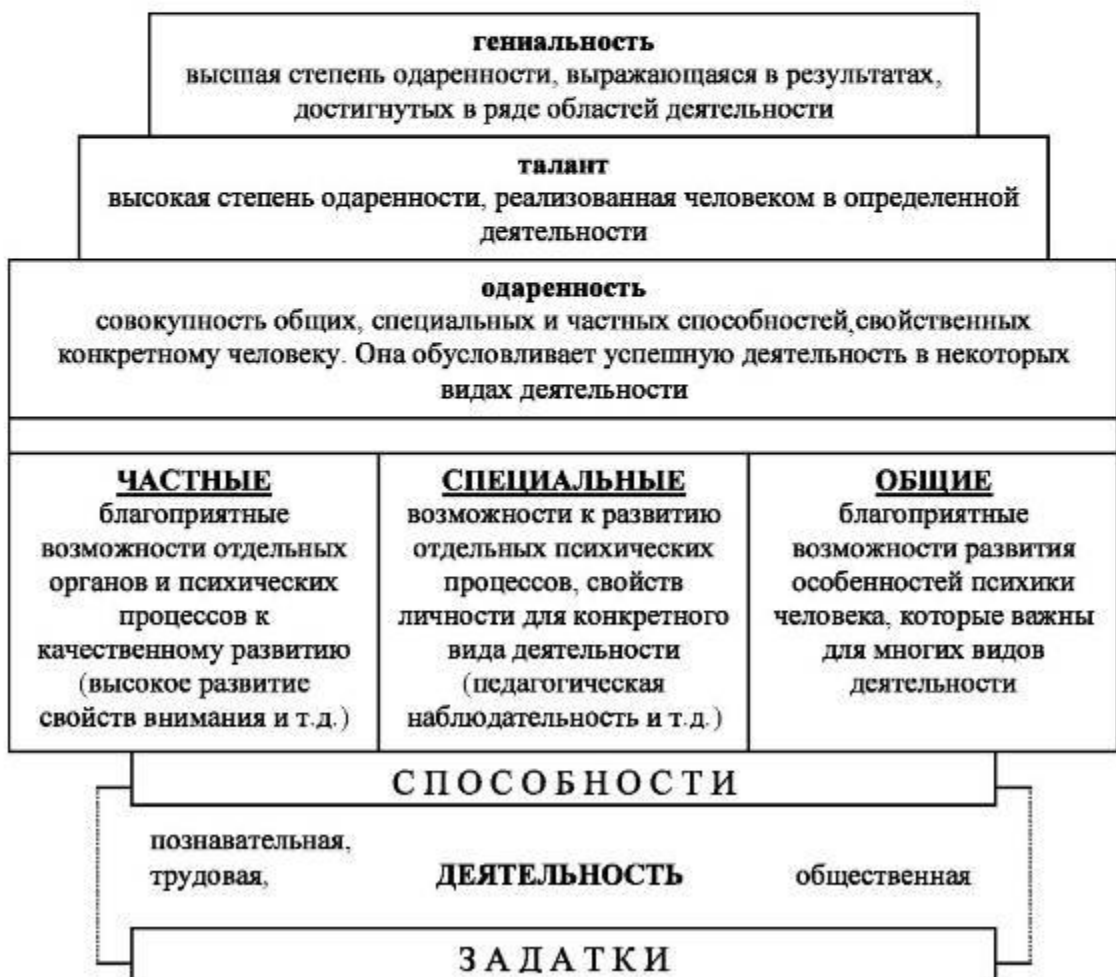 гениальность
высшая степень одаренности, выражающаяся в результатах,
достигнутых в ряде областей деятельности
талант
высокая степень одаренности, реализованная человеком в определенной
деятельности
одаренность
совокупность общих, специальных и частных способностей,свойственных
конкретному человеку. Она обусловливает успешную деятельность в некоторых
видах деятельности
ЧАСТНЫЕ
благоприятные
возможности отдельных
органов и психических
процессов к
качественному развитию
(высокое развитие
свойств внимания и т.д.)
СПЕЦИАЛЬНЫЕ
возможности к развитию
отдельных психических
процессов, свойств
личности для конкретного
вида деятельности
(педагогическая
наблюдательность и т.д.)
ОБЩИЕ
благоприятные
возможности развития
особенностей психики
человека, которые важны
для многих видов
деятельности
СПОСОБНОСТИ
познавательная,
трудовая, ДЕЯТЕЛЬНОСТЬ общественная
ЗАДАТКИ